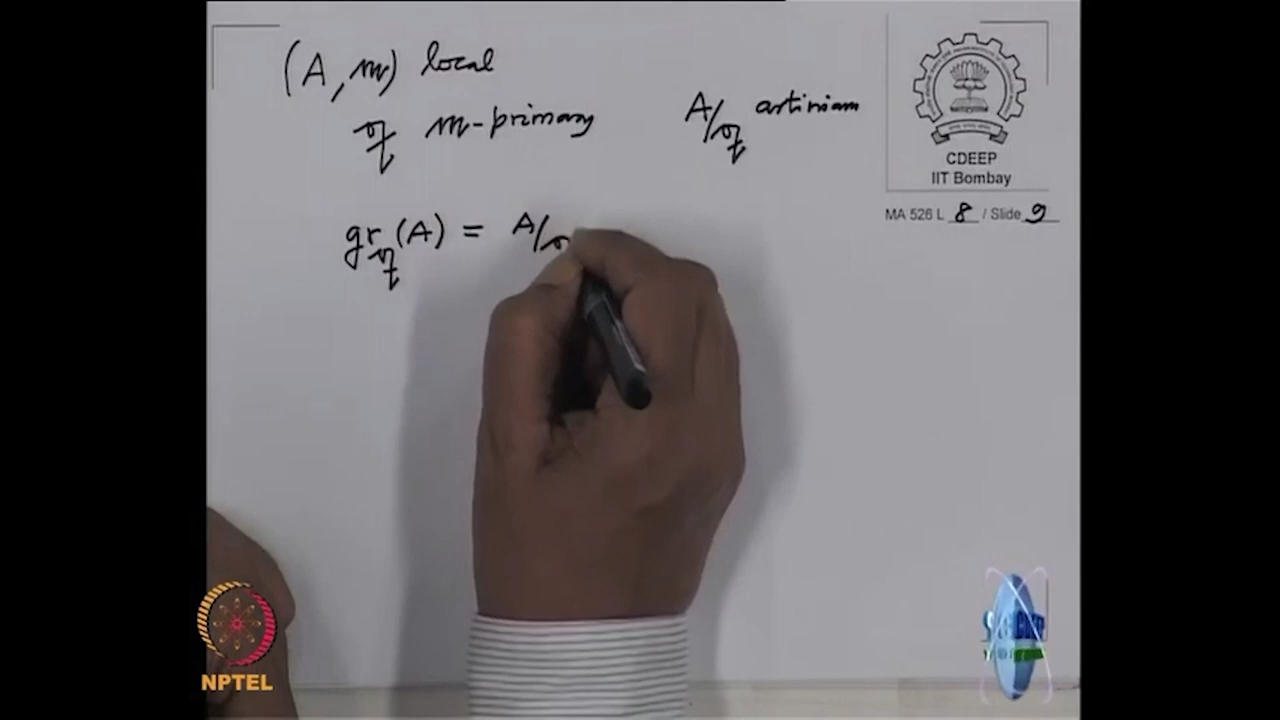 (A, m) local
q m-primary A/q artinian
CDEEP
IIT Bombay
MA 526 L 8 / Slide 9
gr_q(A) = A/
NPTEL